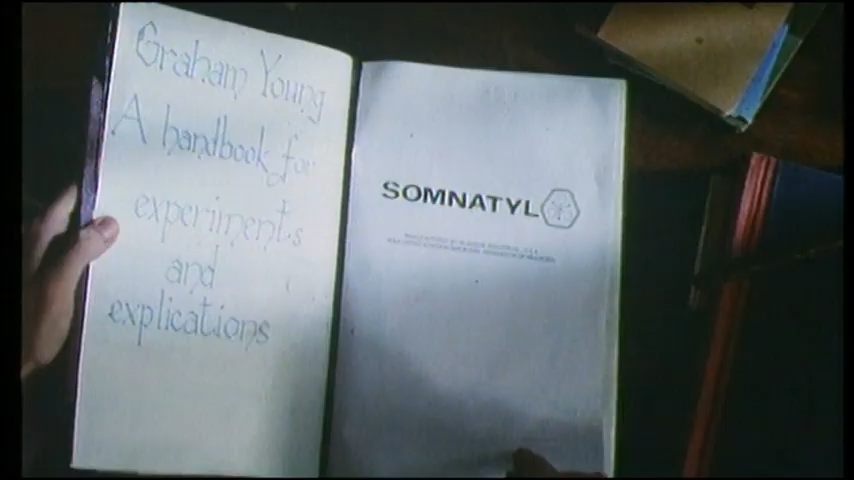 Graham Young
A handbook for
experiments
and
explications
SOMNATYL